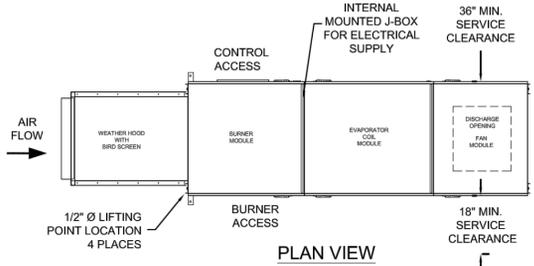 INTERNAL
MOUNTED J-BOX
FOR ELECTRICAL
SUPPLY
36" MIN.
SERVICE
CLEARANCE
CONTROL
ACCESS
AIR
FLOW
WEATHER HOOD
WITH
BIRD SCREEN
BURNER
MODULE
EVAPORATOR
COIL
MODULE
DISCHARGE
OPENING
FAN
MODULE
1/2" Ø LIFTING
POINT LOCATION
4 PLACES
BURNER
ACCESS
18" MIN.
SERVICE
CLEARANCE
PLAN VIEW